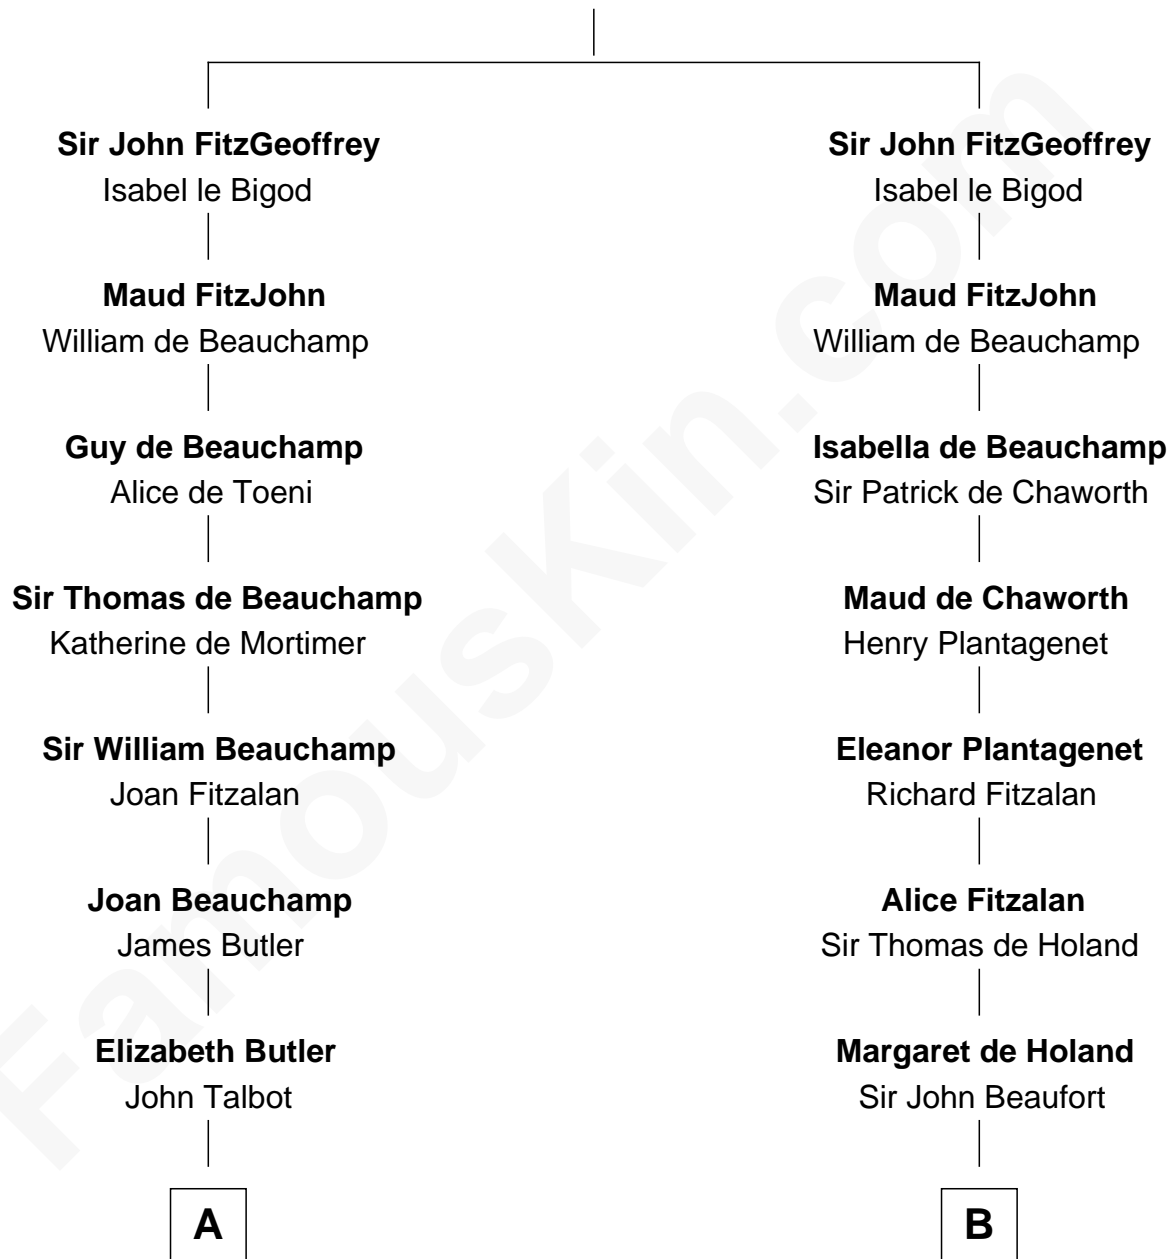 Sir John FitzGeoffrey
Isabel le Bigod
Maud FitzJohn
William de Beauchamp
Guy de Beauchamp
Alice de Toeni
Sir Thomas de Beauchamp
Katherine de Mortimer
Sir William Beauchamp
Joan Fitzalan
Joan Beauchamp
James Butler
Elizabeth Butler
John Talbot
A
Sir John FitzGeoffrey
Isabel le Bigod
Maud FitzJohn
William de Beauchamp
Isabella de Beauchamp
Sir Patrick de Chaworth
Maud de Chaworth
Henry Plantagenet
Eleanor Plantagenet
Richard Fitzalan
Alice Fitzalan
Sir Thomas de Holand
Margaret de Holand
Sir John Beaufort
B
FamousKin.com